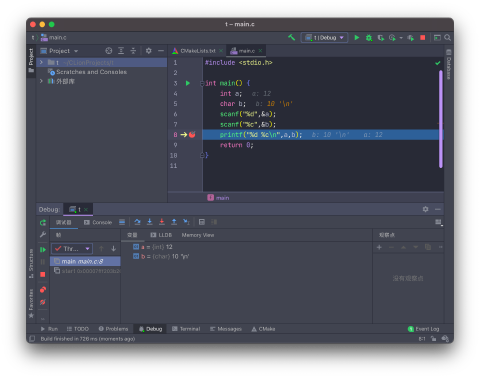 t – main.c
t main.c
t | Debug
Project
CMakeLists.txt
main.c
t
Scratches and Consoles
外部库
1 #include <stdio.h>
2
3 int main() {
4 int a; a: 12
5 char b; b: 10 '\n'
6 scanf("%d",&a);
7 scanf("%c",&b);
8 printf("%d %c\n",a,b); b: 10 '\n' a: 12
9 return 0;
10 }
11
f main
Project
Database
Structure
Favorites
Debug: t
调试器 Console
帧
变量 LLDB Memory View
观察点
Thr...
main main.c:8
a = {int} 12
b = {char} 10 '\n'
没有观察点
Run TODO Problems Debug Terminal Messages CMake
1 Event Log
Build finished in 728 ms (moments ago)
8:1